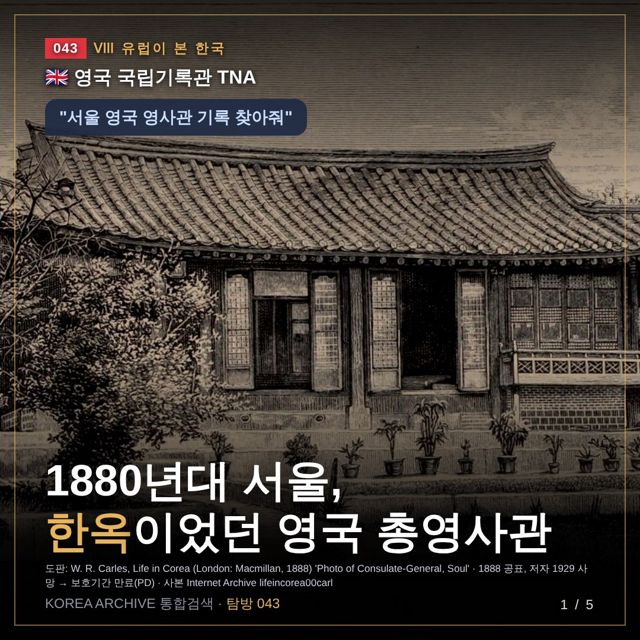 043 VIII 유럽이 본 한국
🇬🇧 영국 국립기록관 TNA
"서울 영국 영사관 기록 찾아줘"
1880년대 서울,
한옥이었던 영국 총영사관
도판: W. R. Carles, Life in Corea (London: Macmillan, 1888) 'Photo of Consulate-General, Soul' · 1888 공표, 저자 1929 사
망 → 보호기간 만료(PD) · 사본 Internet Archive lifeincorea00carl
KOREA ARCHIVE 통합검색 · 탐방 043
1 / 5